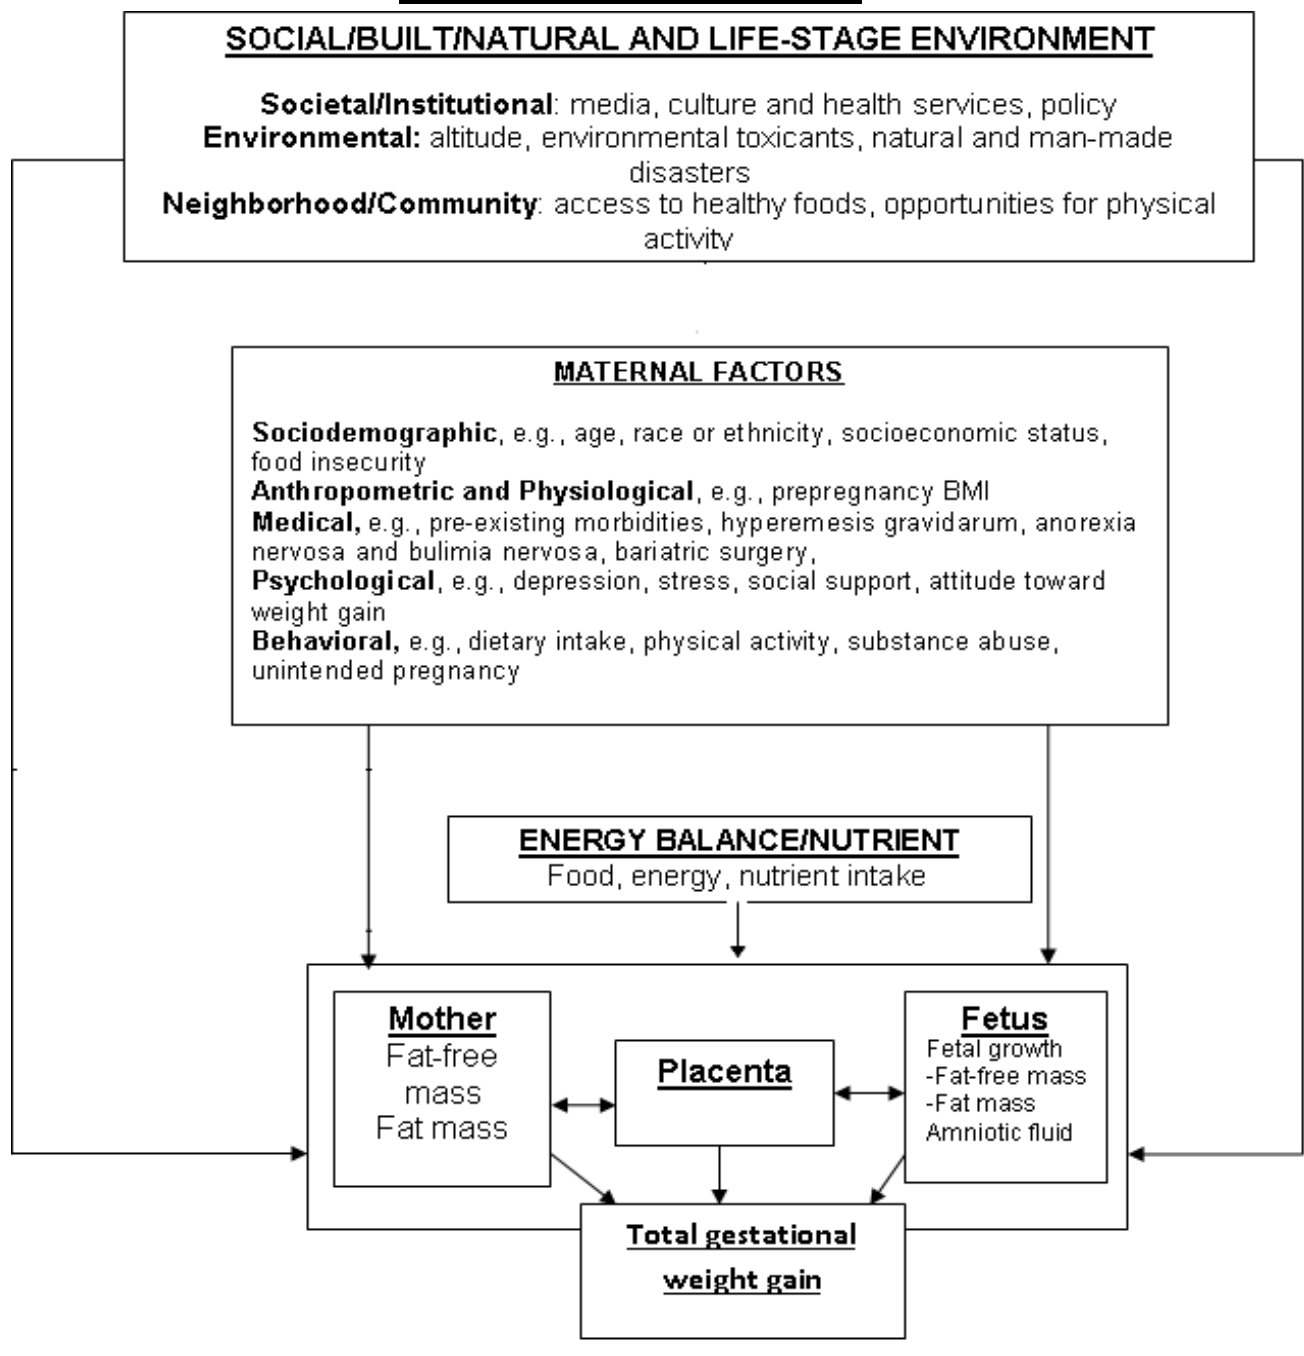 SOCIAL/BUILT/NATURAL AND LIFE-STAGE ENVIRONMENT
Societal/Institutional: media, culture and health services, policy
Environmental: altitude, environmental toxicants, natural and man-made
disasters
Neighborhood/Community: access to healthy foods, opportunities for physical
activity
MATERNAL FACTORS
Sociodemographic, e.g., age, race or ethnicity, socioeconomic status,
food insecurity
Anthropometric and Physiological, e.g., prepregnancy BMI
Medical, e.g., pre-existing morbidities, hyperemesis gravidarum, anorexia
nervosa and bulimia nervosa, bariatric surgery,
Psychological, e.g., depression, stress, social support, attitude toward
weight gain
Behavioral, e.g., dietary intake, physical activity, substance abuse,
unintended pregnancy
ENERGY BALANCE/NUTRIENT
Food, energy, nutrient intake
Mother
Fat-free
mass
Fat mass
Placenta
Fetus
Fetal growth
-Fat-free mass
-Fat mass
Amniotic fluid
Total gestational
weight gain